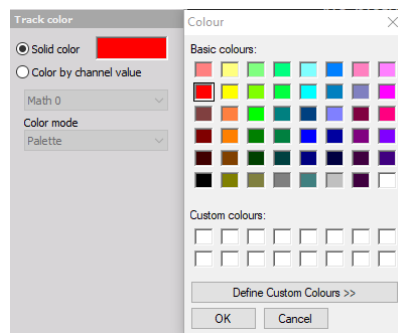 Track color
Solid color
Color by channel value
Math 0
Color mode
Palette
Colour
Basic colours:
Custom colours:
Define Custom Colours >>
OK
Cancel